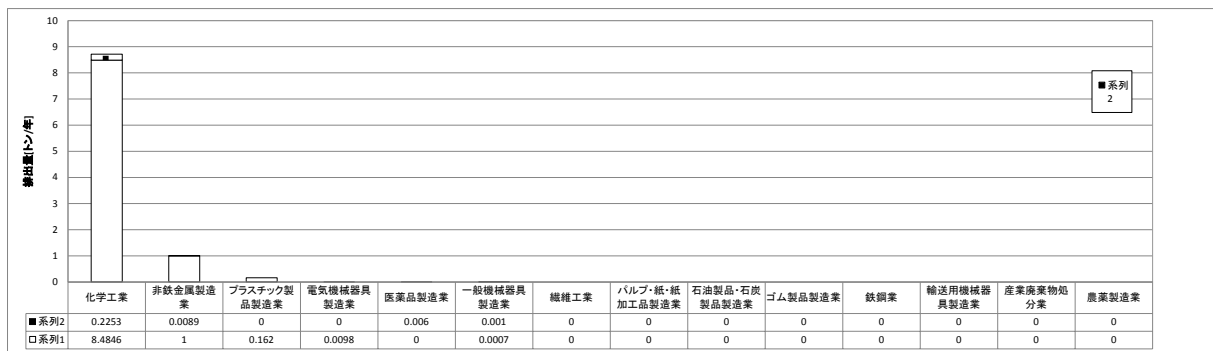 10
9
8
7
6
5
4
3
2
1
0
排出量[トン/年]
■系列
2
化学工業 非鉄金属製造業 プラスチック製品製造業 電気機械器具製造業 医薬品製造業 一般機械器具製造業 繊維工業 パルプ・紙・紙加工品製造業 石油製品・石炭製品製造業 ゴム製品製造業 鉄鋼業 輸送用機械器具製造業 産業廃棄物処分業 農薬製造業
■系列2 0.2253 0.0089 0 0 0.006 0.001 0 0 0 0 0 0 0 0
□系列1 8.4846 1 0.162 0.0098 0 0.0007 0 0 0 0 0 0 0 0